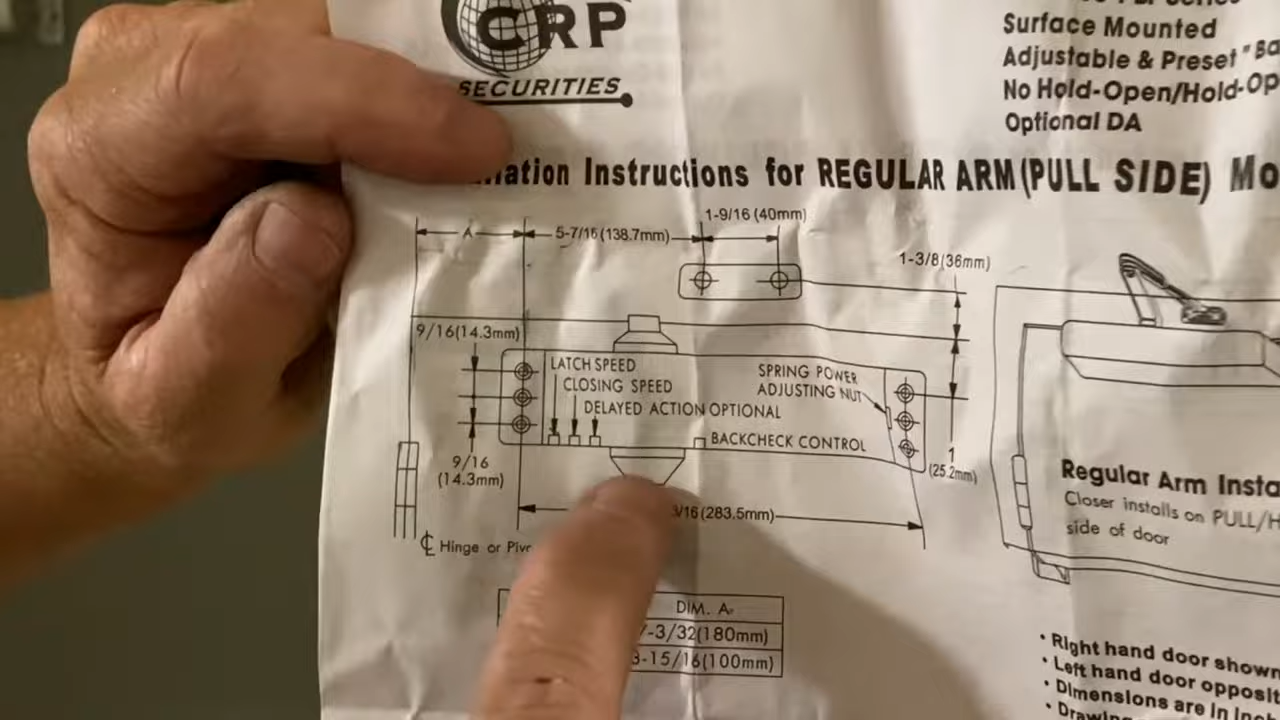 CRP
SECURITIES
Surface Mounted
Adjustable & Preset "Ba
No Hold-Open/Hold-Op
Optional DA
Instructions for REGULAR ARM(PULL SIDE) Mo
1-9/16 (40mm)
A
5-7/16(138.7mm)
1-3/8(36mm)
9/16(14.3mm)
LATCH SPEED
SPRING POWER
CLOSING SPEED
ADJUSTING NUT
DELAYED ACTION OPTIONAL
BACKCHECK CONTROL
9/16
(14.3mm)
1
(25.2mm)
/16(283.5mm)
Hinge or
Regular Arm Insta
Closer installs on PULL/H
side of door
DIM. A
-3/32(180mm)
-15/16(100mm)
• Right hand door shown
• Left hand door opposit
• Dimensions are in inc
• Drawin